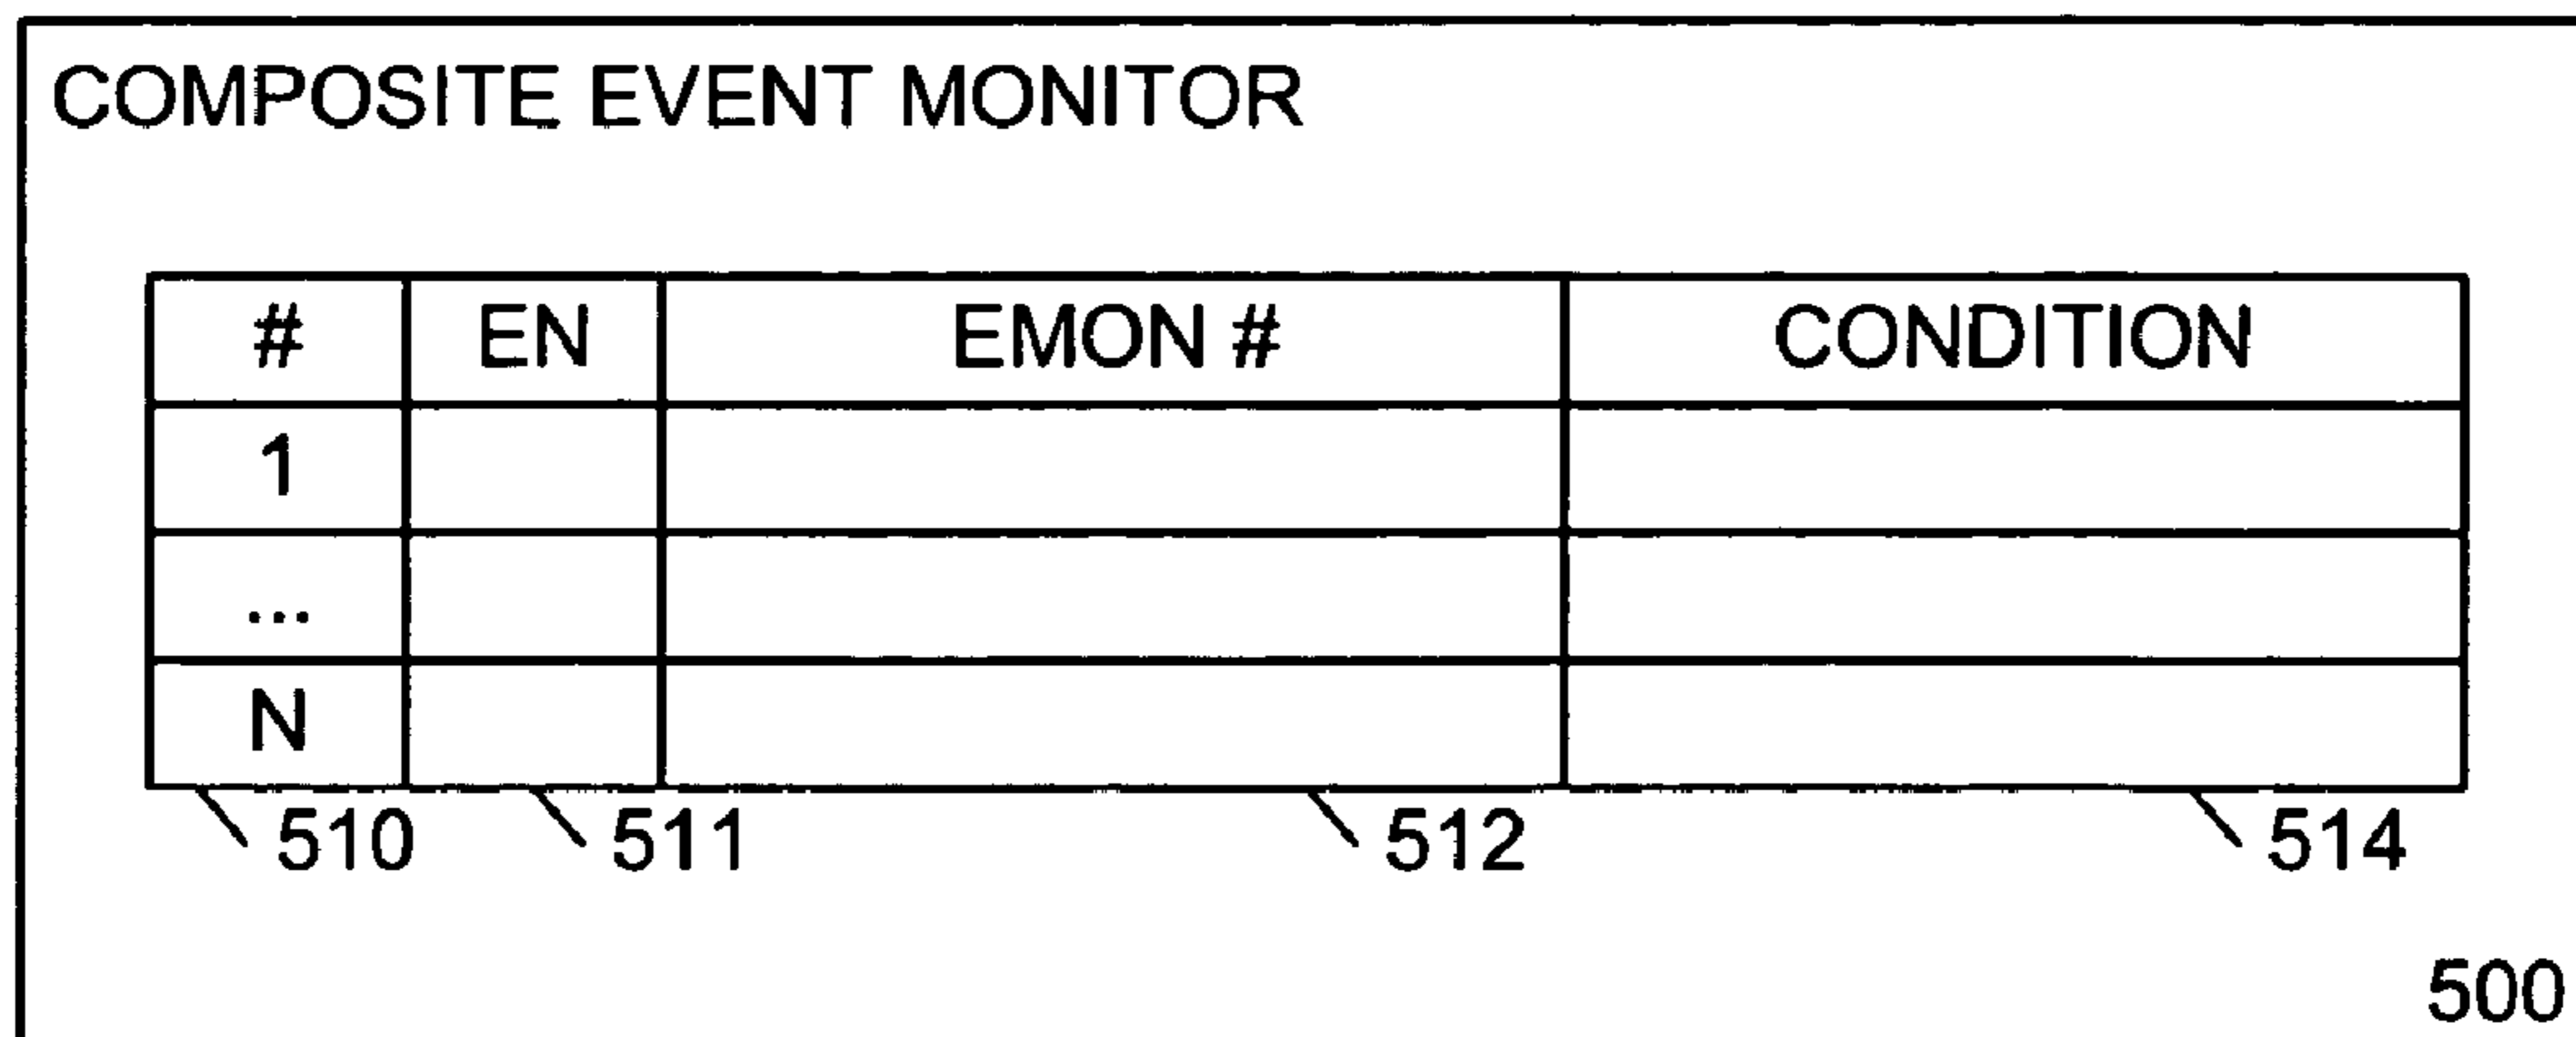 COMPOSITE EVENT MONITOR
# EN EMON # CONDITION
1
...
N
510 511 512 514
500